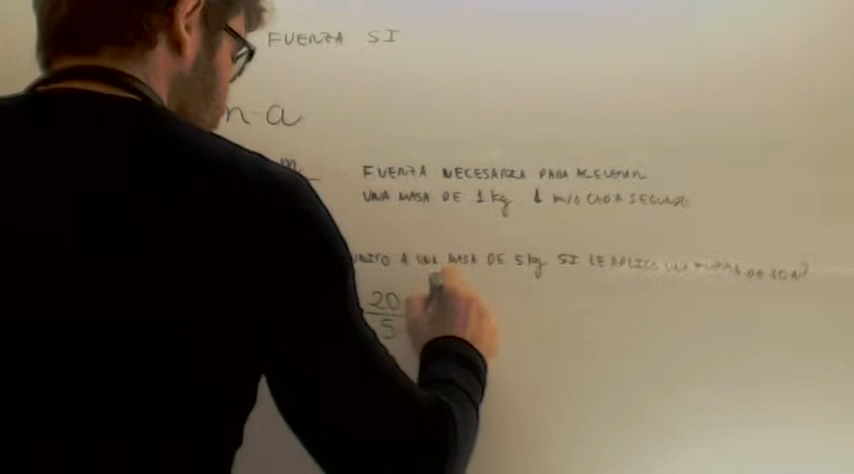 FUERZA SI
m · a
m
FUERZA NECESARIA PARA ACELERAR
UNA MASA DE 1 kg 1 m/s CADA SEGUNDO
A UNA MASA DE 5 kg SI LE APLICO UNA FUERZA DE 20 N?
20
5